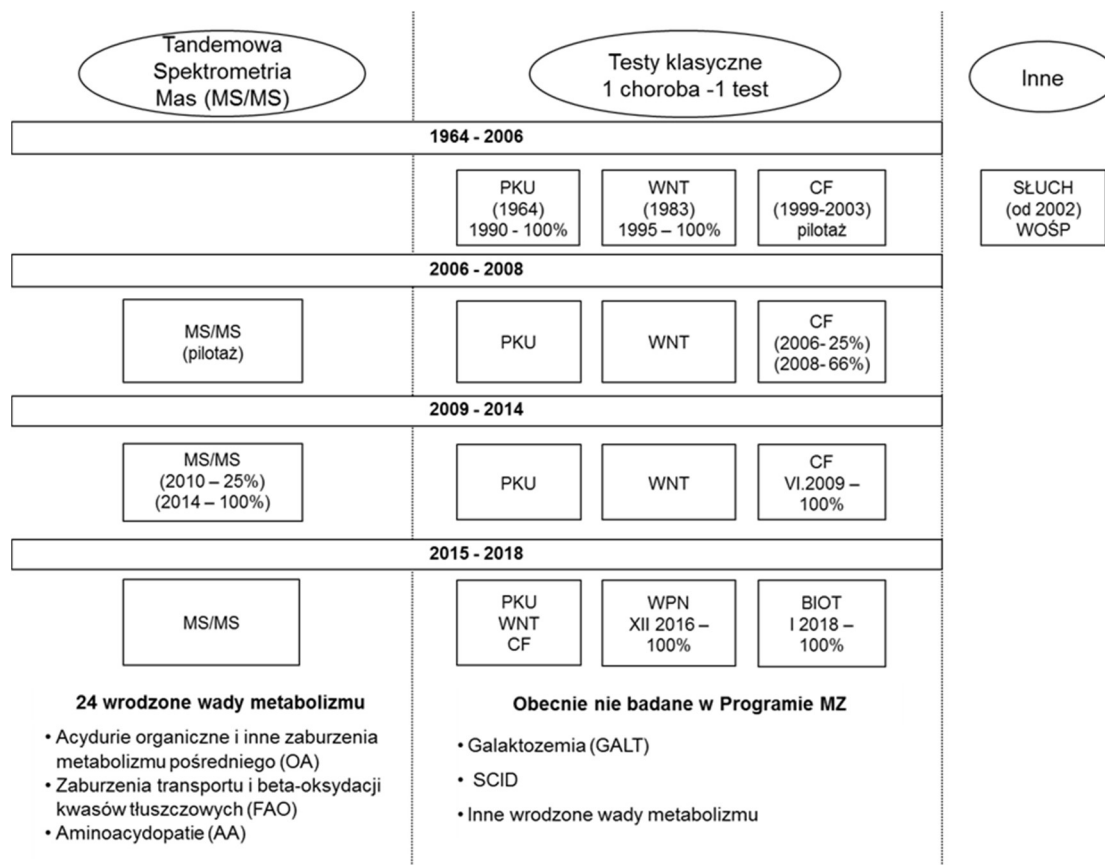 Tandemowa
Spektrometria
Mas (MS/MS)
Testy klasyczne
1 choroba -1 test
Inne
1964 - 2006
PKU
(1964)
1990 - 100%
WNT
(1983)
1995 – 100%
CF
(1999-2003)
pilotaż
SŁUCH
(od 2002)
WOŚP
2006 - 2008
MS/MS
(pilotaż)
PKU
WNT
CF
(2006- 25%)
(2008- 66%)
2009 - 2014
MS/MS
(2010 – 25%)
(2014 – 100%)
PKU
WNT
CF
VI.2009 –
100%
2015 - 2018
MS/MS
PKU
WNT
CF
WPN
XII 2016 –
100%
BIOT
I 2018 –
100%
24 wrodzone wady metabolizmu
• Acydurie organiczne i inne zaburzenia
metabolizmu pośredniego (OA)
• Zaburzenia transportu i beta-oksydacji
kwasów tłuszczowych (FAO)
• Aminoacydopatie (AA)
Obecnie nie badane w Programie MZ
• Galaktozemia (GALT)
• SCID
• Inne wrodzone wady metabolizmu